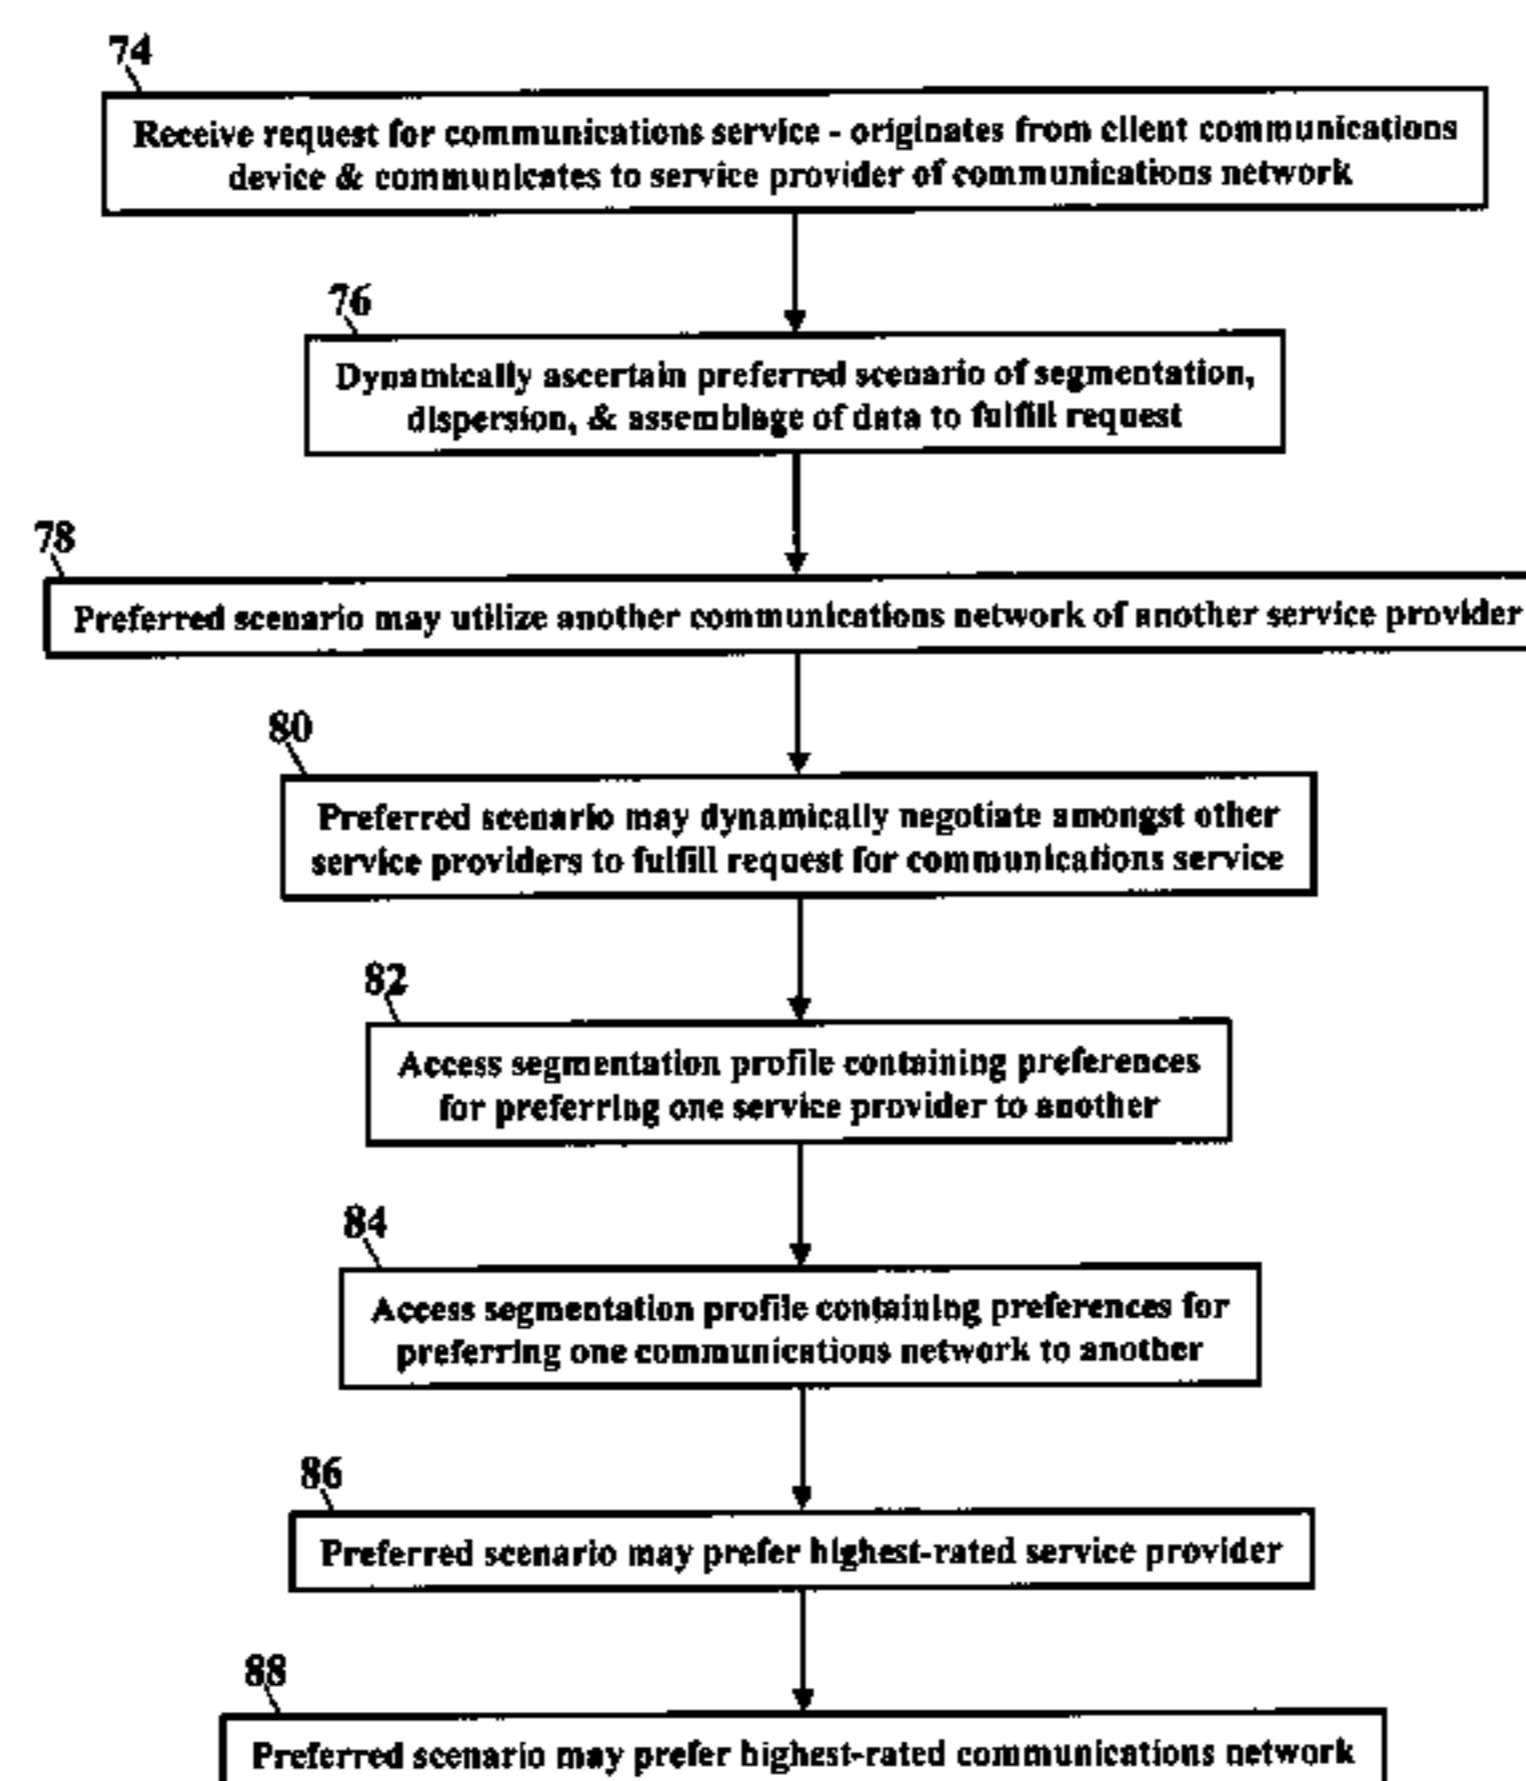 74
Receive request for communications service - originates from client communications
device & communicates to service provider of communications network
76
Dynamically ascertain preferred scenario of segmentation,
dispersion, & assemblage of data to fulfill request
78
Preferred scenario may utilize another communications network of another service provider
80
Preferred scenario may dynamically negotiate amongst other
service providers to fulfill request for communications service
82
Access segmentation profile containing preferences
for preferring one service provider to another
84
Access segmentation profile containing preferences for
preferring one communications network to another
86
Preferred scenario may prefer highest-rated service provider
88
Preferred scenario may prefer highest-rated communications network